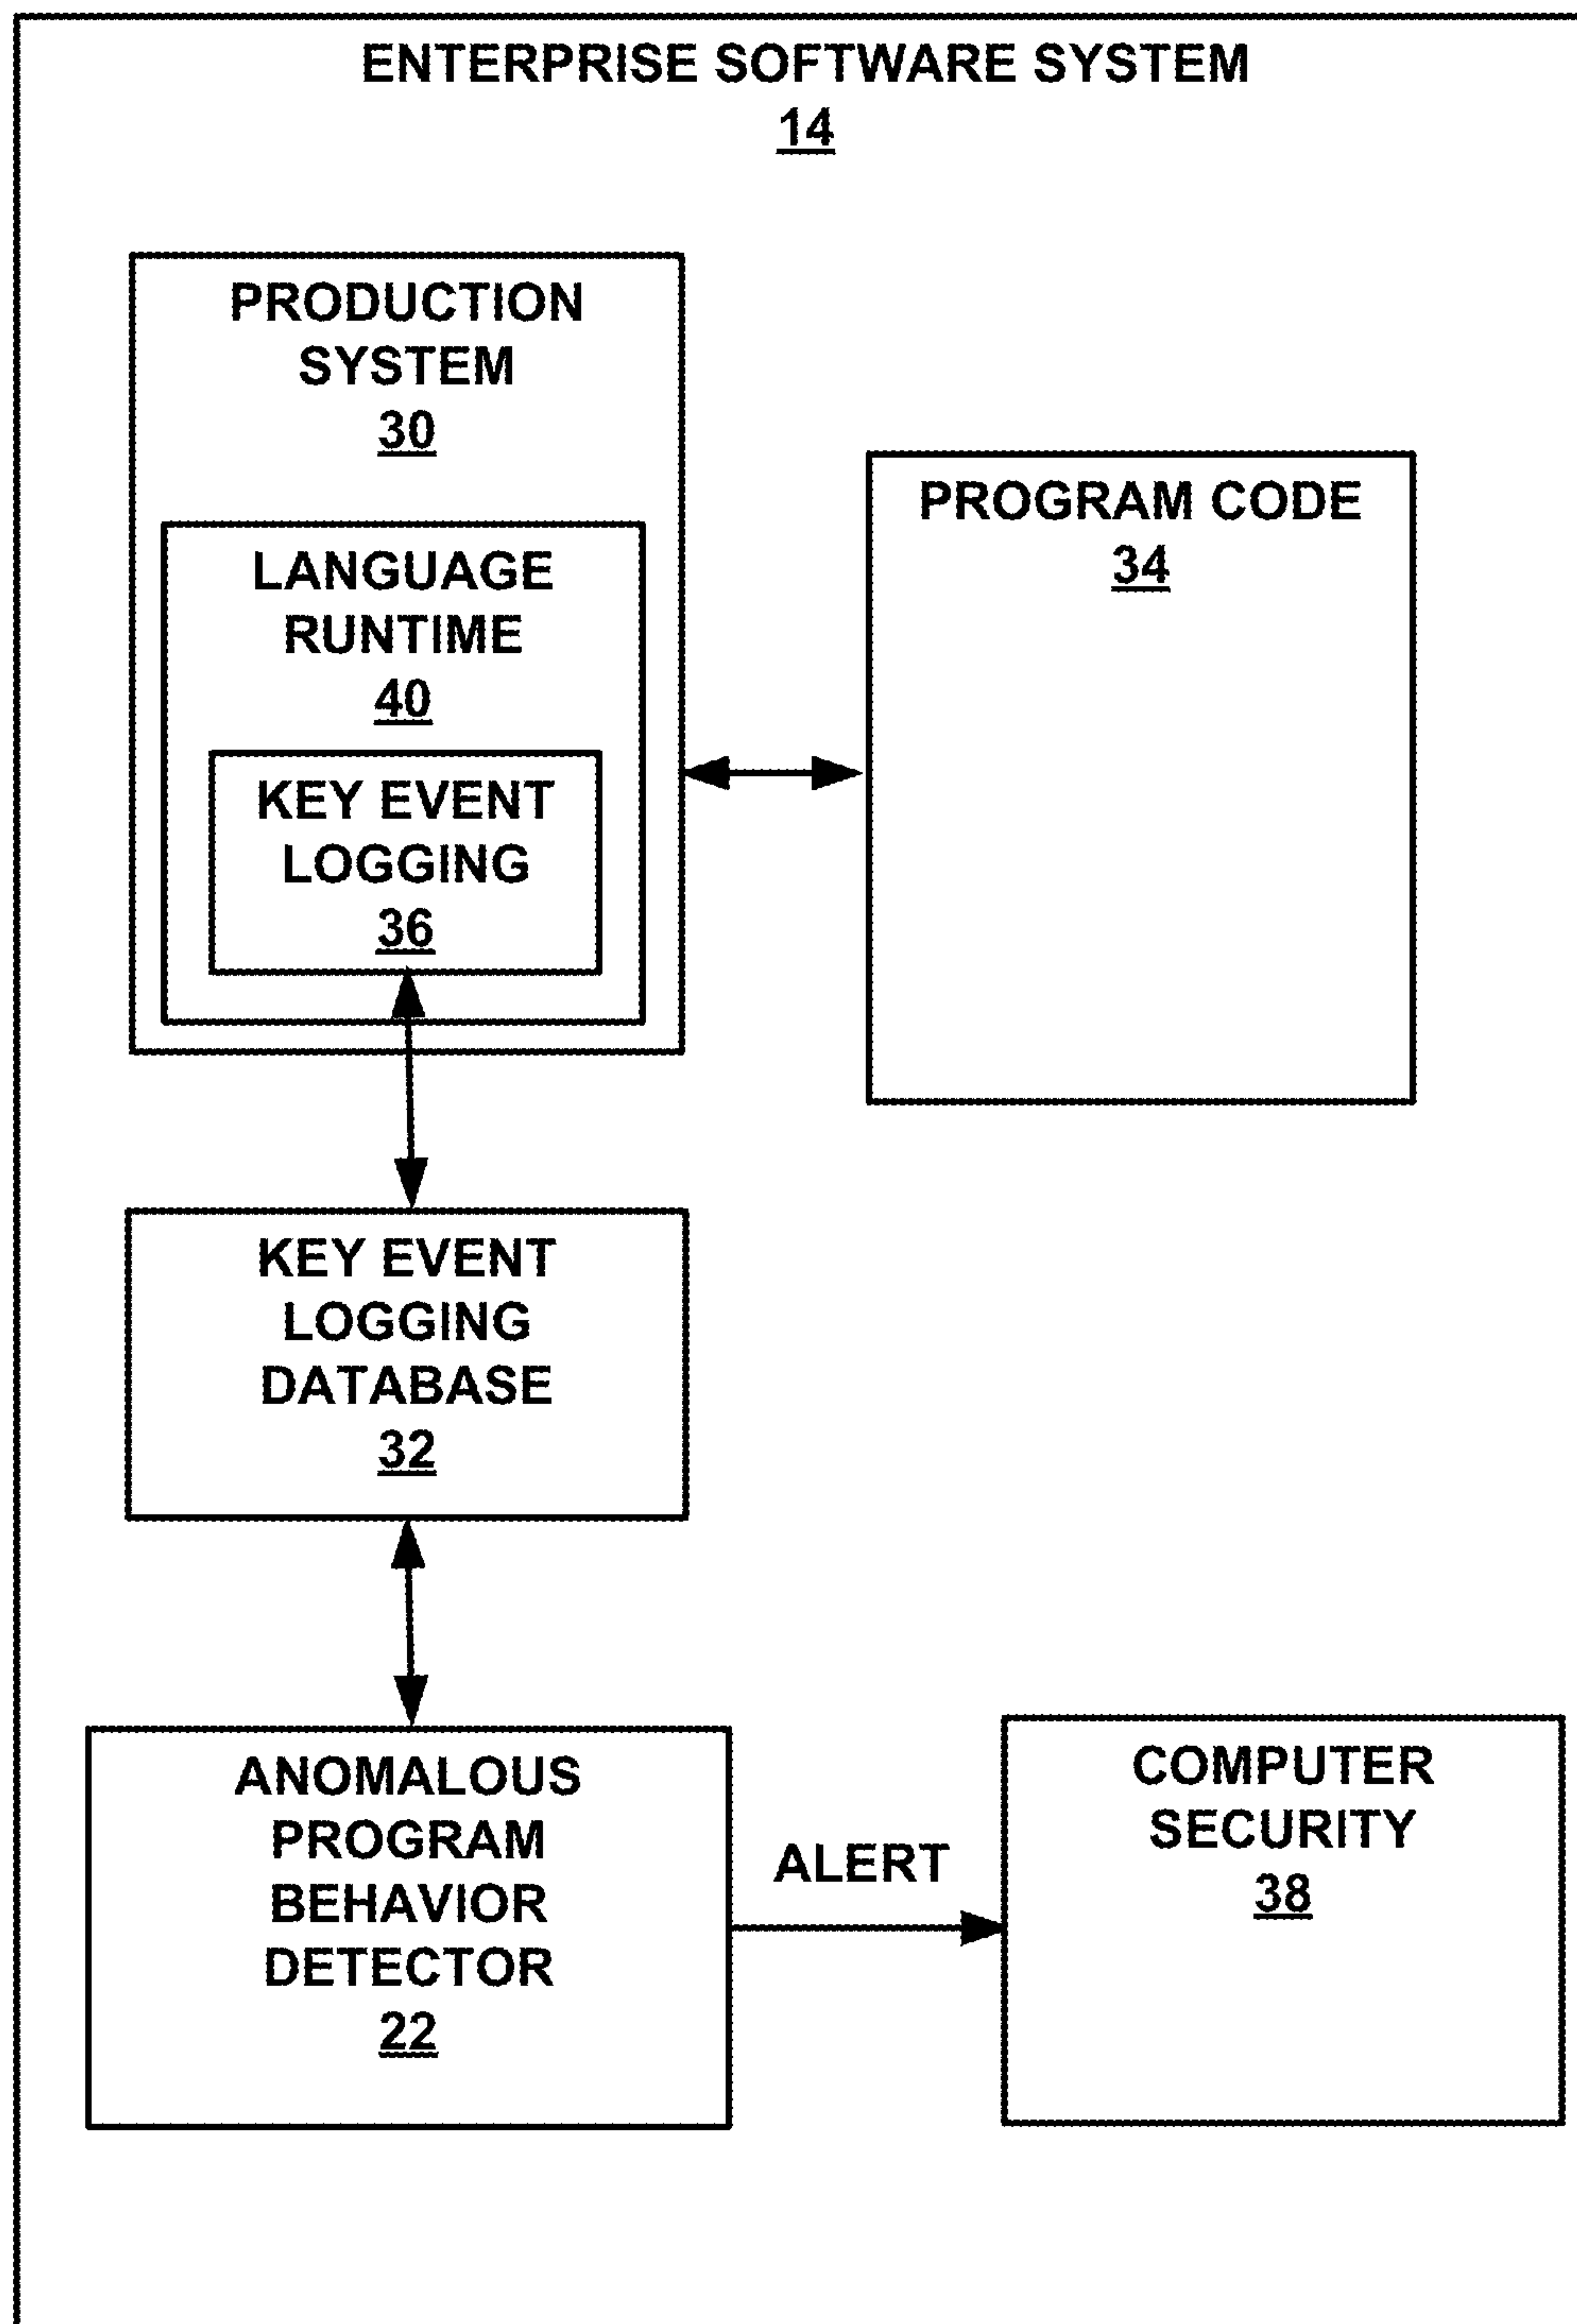 ENTERPRISE SOFTWARE SYSTEM
14
PRODUCTION
SYSTEM
30
LANGUAGE
RUNTIME
40
KEY EVENT
LOGGING
36
PROGRAM CODE
34
KEY EVENT
LOGGING
DATABASE
32
ANOMALOUS
PROGRAM
BEHAVIOR
DETECTOR
22
ALERT
COMPUTER
SECURITY
38